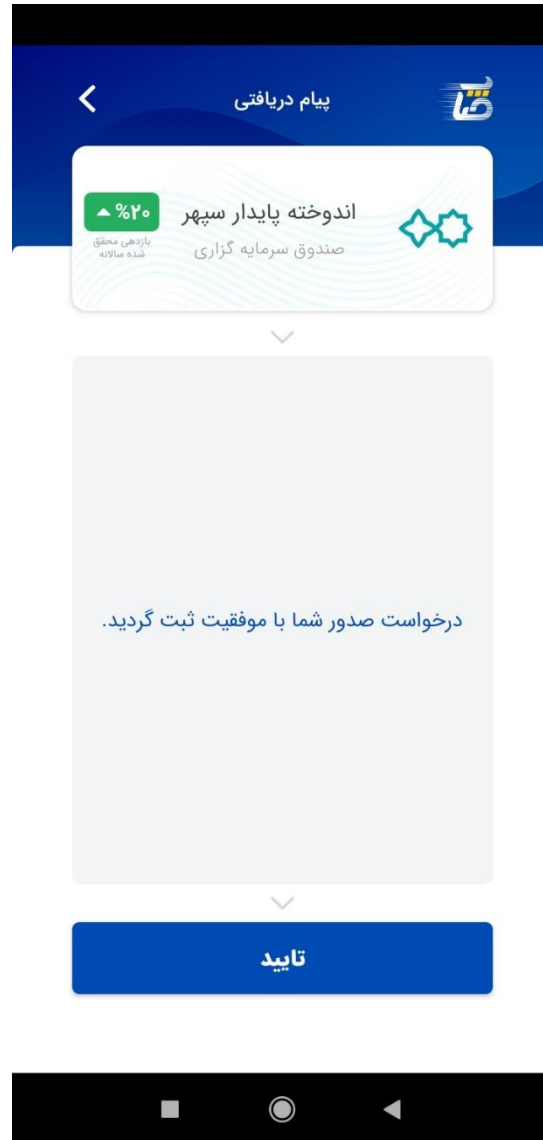 پیام دریافتی
اندوخته پایدار سپهر
صندوق سرمایه گزاری
%۲۰
بازدهی محقق
شده سالانه
درخواست صدور شما با موفقیت ثبت گردید.
تایید